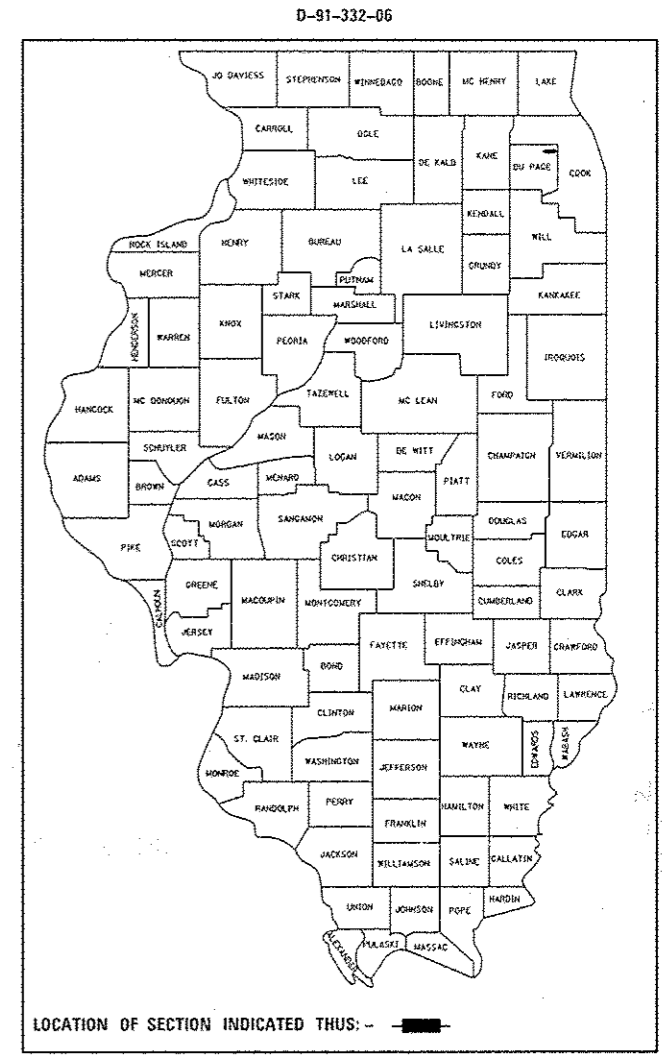 D-91-332-06
JO DAVIESS STEPHENSON WINNEBAGO BOONE MC HENRY LAKE
CARROLL OGLE DE KALB KANE DU PAGE COOK
WHITESIDE LEE
KENDALL
ROCK ISLAND HENRY BUREAU LA SALLE WILL
MERCER PUTNAM GRUNDY
STARK MARSHALL KANKAKEE
HENDERSON WARREN KNOX PEORIA WOODFORD LIVINGSTON
IROQUOIS
HANCOCK MC DONOUGH FULTON TAZEWELL MC LEAN FORD
MASON
SCHUYLER LOGAN DE WITT CHAMPAIGN VERMILION
ADAMS BROWN CASS MENARD PIATT
MACON
MORGAN SANGAMON DOUGLAS
PIKE SCOTT CHRISTIAN MOULTRIE EDGAR
COLES
GREENE SHELBY
CALHOUN MACOUPIN MONTGOMERY CUMBERLAND CLARK
JERSEY
FAYETTE EFFINGHAM JASPER CRAWFORD
MADISON BOND
CLAY RICHLAND LAWRENCE
CLINTON MARION
ST. CLAIR WAYNE EDWARDS WABASH
WASHINGTON JEFFERSON
MONROE
RANDOLPH PERRY HAMILTON WHITE
FRANKLIN
JACKSON WILLIAMSON SALINE GALLATIN
UNION JOHNSON POPE HARDIN
ALEXANDER PULASKI MASSAC
LOCATION OF SECTION INDICATED THUS: -